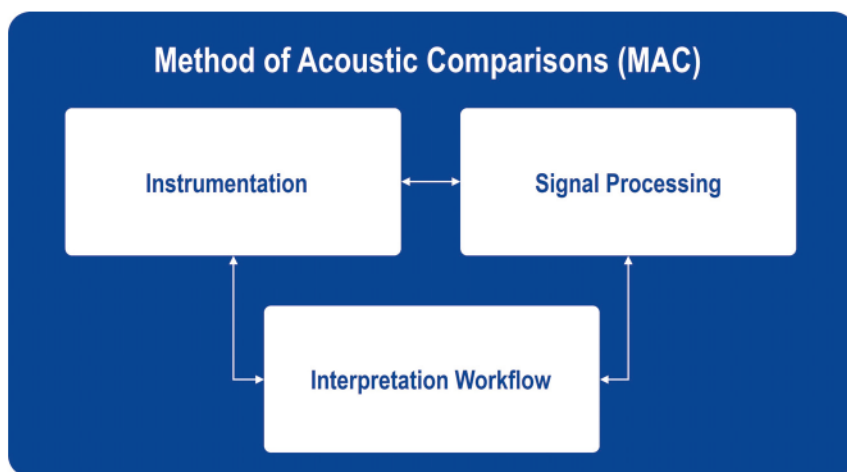 Method of Acoustic Comparisons (MAC)
Instrumentation
Signal Processing
Interpretation Workflow